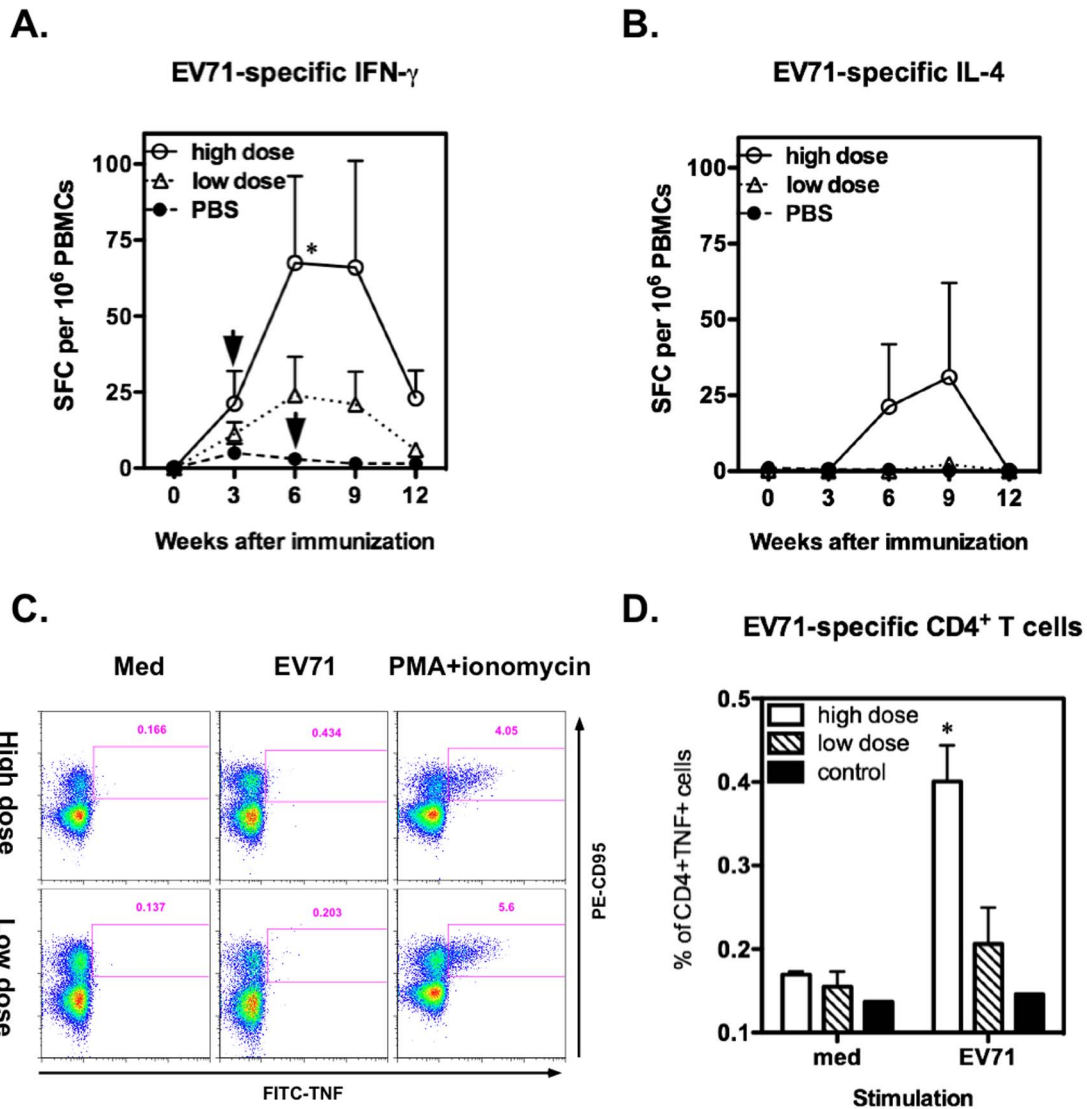 A.
EV71-specific IFN-γ
SFC per 10⁶ PBMCs
100
75
50
25
0
high dose
low dose
PBS
*
0 3 6 9 12
Weeks after immunization
B.
EV71-specific IL-4
SFC per 10⁶ PBMCs
100
75
50
25
0
high dose
low dose
PBS
0 3 6 9 12
Weeks after immunization
C.
Med EV71 PMA+ionomycin
High dose
0.166 0.434 4.05
Low dose
0.137 0.203 5.6
PE-CD95
FITC-TNF
D.
EV71-specific CD4⁺ T cells
% of CD4+TNF+ cells
0.5
0.4
0.3
0.2
0.1
high dose
low dose
control
*
med EV71
Stimulation